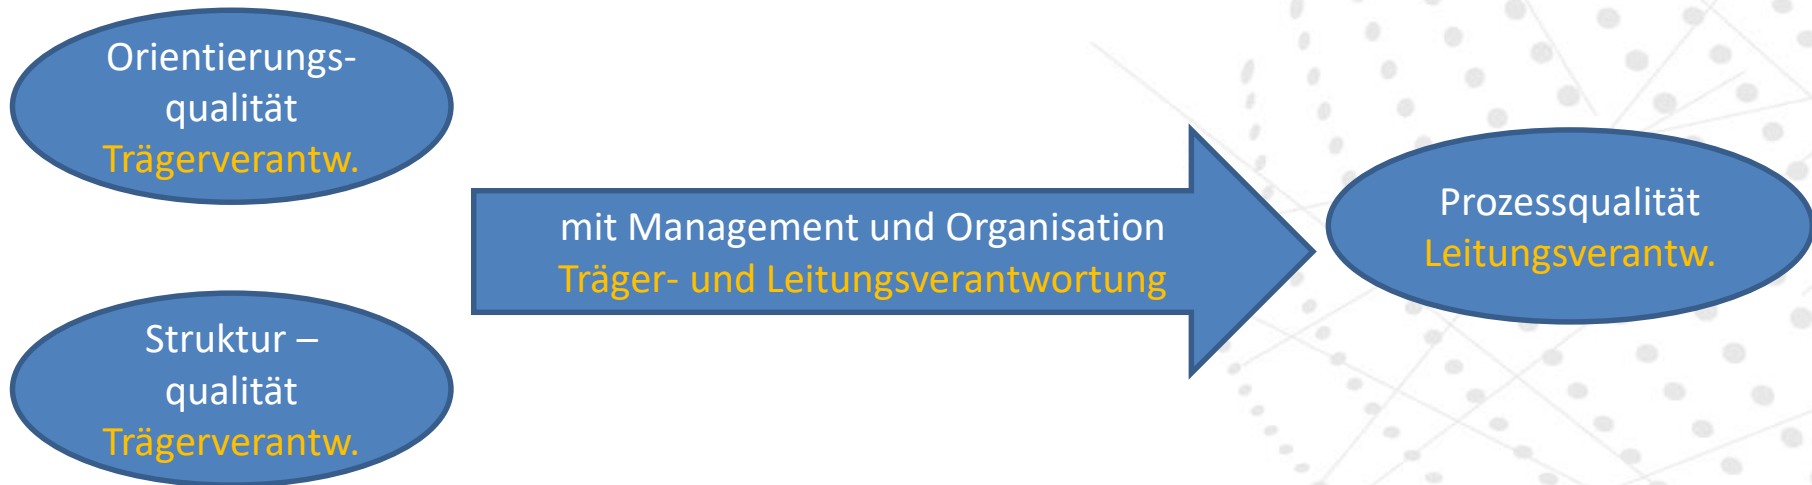 Orientierungs-
qualität
Trägerverantw.
Struktur –
qualität
Trägerverantw.
mit Management und Organisation
Träger- und Leitungsverantwortung
Prozessqualität
Leitungsverantw.